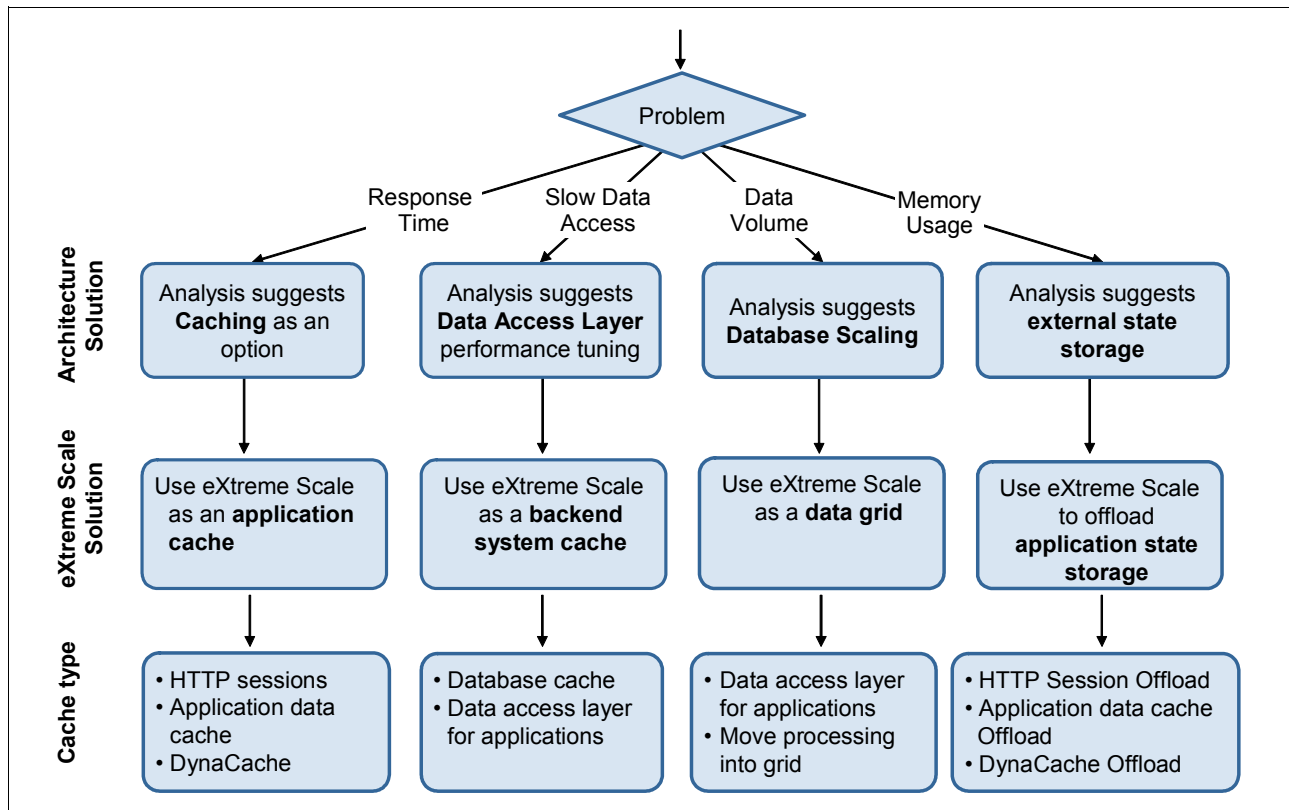 Problem
Response
Time
Slow Data
Access
Data
Volume
Memory
Usage
Architecture
Solution
Analysis suggests
Caching as an
option
Analysis suggests
Data Access Layer
performance tuning
Analysis suggests
Database Scaling
Analysis suggests
external state
storage
eXtreme Scale
Solution
Use eXtreme Scale
as an application
cache
Use eXtreme Scale
as a backend
system cache
Use eXtreme Scale
as a data grid
Use eXtreme Scale
to offload
application state
storage
Cache type
• HTTP sessions
• Application data
cache
• DynaCache
• Database cache
• Data access layer
for applications
• Data access layer
for applications
• Move processing
into grid
• HTTP Session Offload
• Application data cache
Offload
• DynaCache Offload